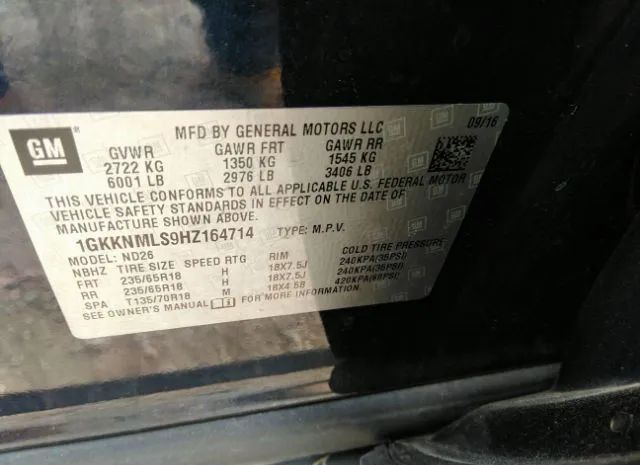 GM
MFD BY GENERAL MOTORS LLC 09/16
GVWR GAWR FRT GAWR RR
2722 KG 1350 KG 1545 KG
6001 LB 2976 LB 3406 LB
THIS VEHICLE CONFORMS TO ALL APPLICABLE U.S. FEDERAL MOTOR
VEHICLE SAFETY STANDARDS IN EFFECT ON THE DATE OF
MANUFACTURE SHOWN ABOVE.
1GKKNMLS9HZ164714 TYPE: M.P.V.
MODEL: ND26
NBHZ TIRE SIZE SPEED RTG RIM COLD TIRE PRESSURE
FRT 235/65R18 H 18X7.5J 240KPA(35PSI)
RR 235/65R18 H 18X7.5J 240KPA(35PSI)
SPA T135/70R18 M 18X4.5B 420KPA(60PSI)
SEE OWNER'S MANUAL FOR ADDITIONAL INFORMATION.